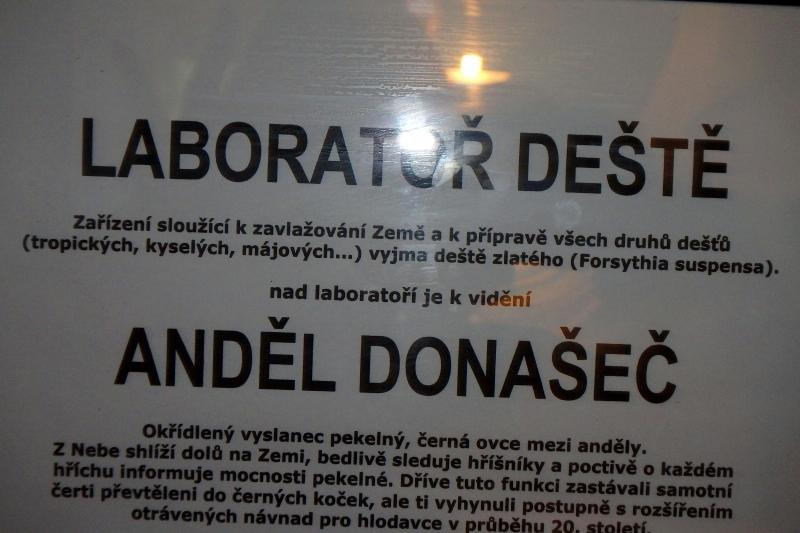 LABORATOŘ DEŠTĚ
Zařízení sloužící k zavlažování Země a k přípravě všech druhů dešťů
(tropických, kyselých, májových...) vyjma deště zlatého (Forsythia suspensa).
nad laboratoří je k vidění
ANDĚL DONAŠEČ
Okřídlený vyslanec pekelný, černá ovce mezi anděly.
Z Nebe shlíží dolů na Zemi, bedlivě sleduje hříšníky a poctivě o každém
hříchu informuje mocnosti pekelné. Dříve tuto funkci zastávali samotní
čerti převtěleni do černých koček, ale ti vyhynuli postupně s rozšířením
otrávených návnad pro hlodavce v průběhu 20. století.